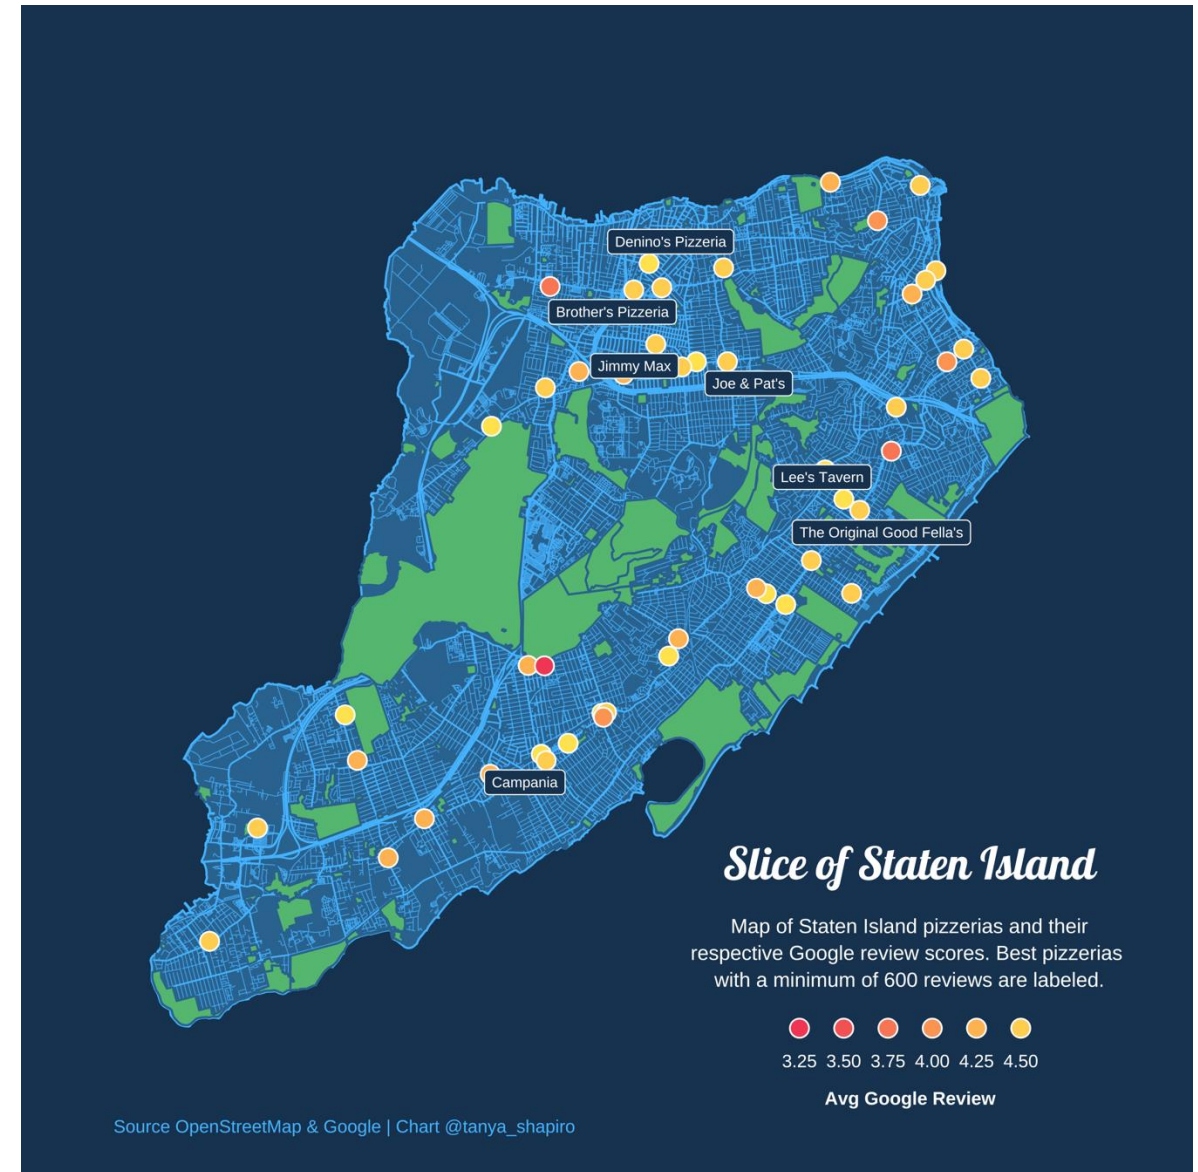 Denino's Pizzeria
Brother's Pizzeria
Jimmy Max
Joe & Pat's
Lee's Tavern
The Original Good Fella's
Campania
Slice of Staten Island
Map of Staten Island pizzerias and their
respective Google review scores. Best pizzerias
with a minimum of 600 reviews are labeled.
3.25 3.50 3.75 4.00 4.25 4.50
Avg Google Review
Source OpenStreetMap & Google | Chart @tanya_shapiro